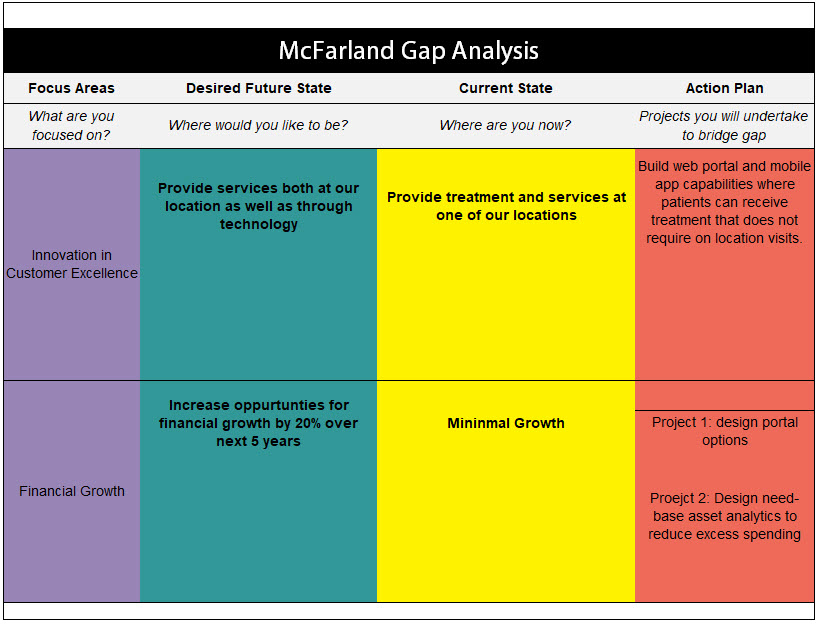 McFarland Gap Analysis
Focus Areas
Desired Future State
Current State
Action Plan
What are you
focused on?
Where would you like to be?
Where are you now?
Projects you will undertake
to bridge gap
Innovation in
Customer Excellence
Provide services both at our
location as well as through
technology
Provide treatment and services at
one of our locations
Build web portal and mobile
app capabilities where
patients can receive
treatment that does not
require on location visits.
Financial Growth
Increase oppurtunties for
financial growth by 20% over
next 5 years
Mininmal Growth
Project 1: design portal
options
Proejct 2: Design need-
base asset analytics to
reduce excess spending